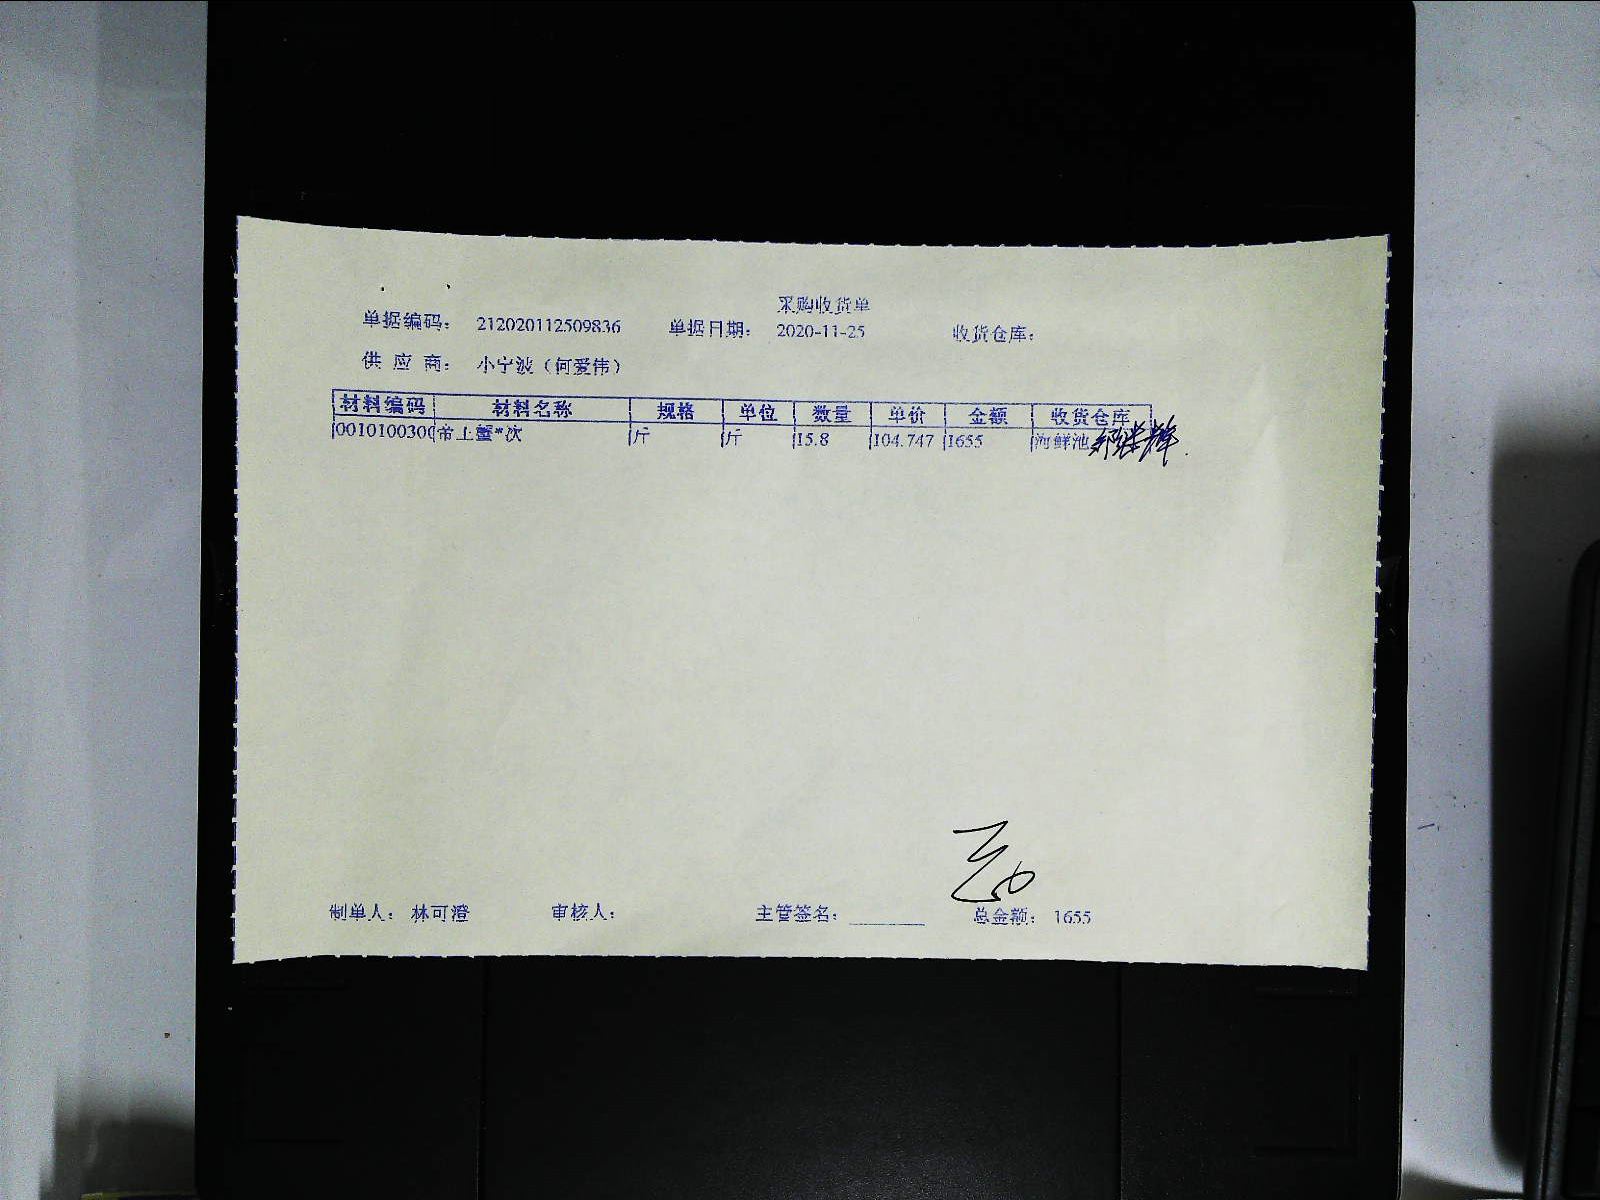 采购收货单
单据编码： 212020112509836 单据日期： 2020-11-25 收货仓库：
供 应 商： 小宁波（何爱伟）
材料编码 材料名称 规格 单位 数量 单价 金额 收货仓库
0010100300 帝王蟹*次 斤 斤 15.8 104.747 1655 海鲜池
制单人： 林可澄 审核人： 主管签名： 总金额： 1655